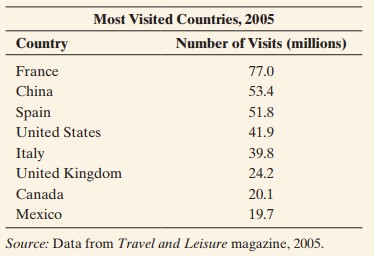 Most Visited Countries, 2005
Country Number of Visits (millions)
France 77.0
China 53.4
Spain 51.8
United States 41.9
Italy 39.8
United Kingdom 24.2
Canada 20.1
Mexico 19.7
Source: Data from Travel and Leisure magazine, 2005.